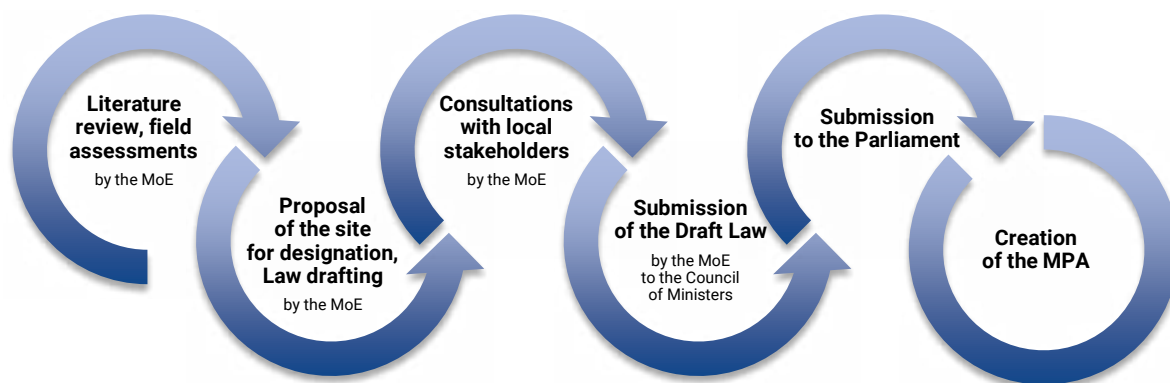 Literature
review, field
assessments
by the MoE
Proposal
of the site
for designation,
Law drafting
by the MoE
Consultations
with local
stakeholders
by the MoE
Submission
of the Draft Law
by the MoE
to the Council
of Ministers
Submission
to the Parliament
Creation
of the MPA